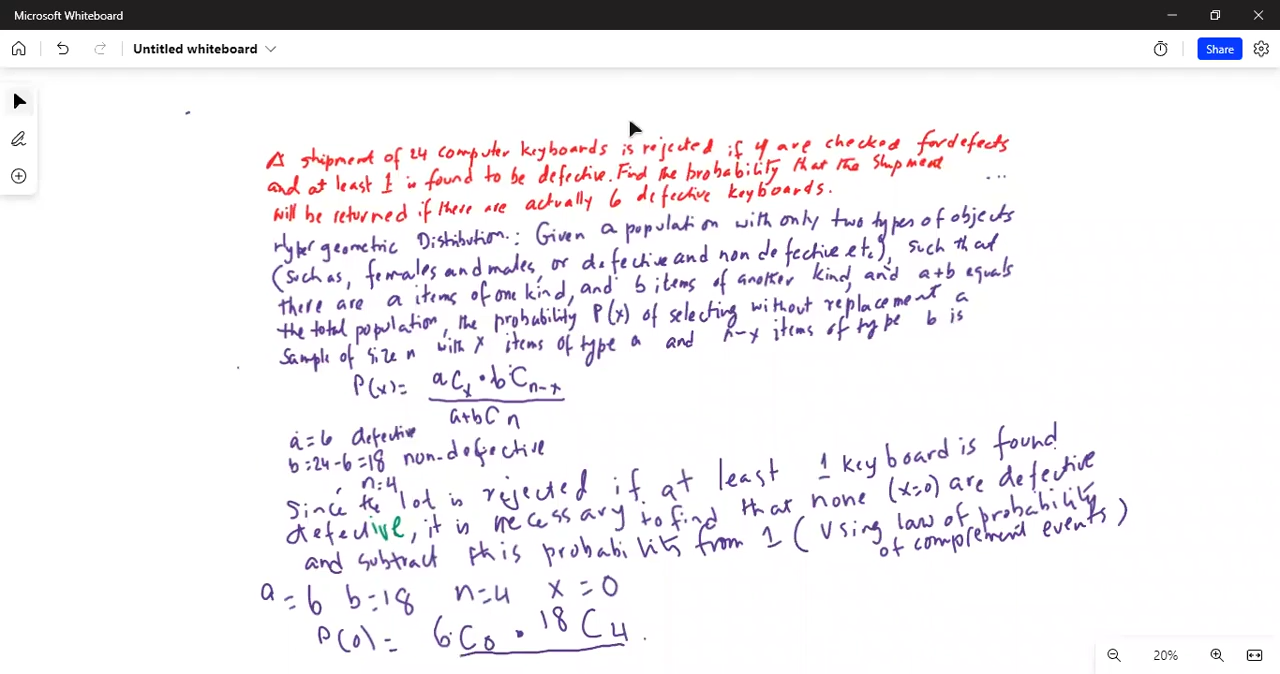 Microsoft Whiteboard
Untitled whiteboard
Share
A shipment of 24 computer keyboards is rejected if 4 are checked for defects
and at least 1 is found to be defective. Find the probability that the shipment
will be returned if there are actually 6 defective keyboards.
Hyper geometric Distribution: Given a population with only two types of objects
(such as, females and males, or defective and non defective etc.), such that
there are a items of one kind, and b items of another kind, and a+b equals
the total population, the probability P(x) of selecting without replacement a
sample of size n with x items of type a and n-x items of type b is
P(x) = aCx · bCn-x
a+bCn
a=6 defective
b=24-6=18 non-defective
n=4
Since the lot is rejected if at least 1 keyboard is found
defective, it is necessary to find that none (x=0) are defective
and subtract this probability from 1 (Using law of probability
of complement events)
a=6 b=18 n=4 x=0
P(0) = 6C0 · 18C4
20%